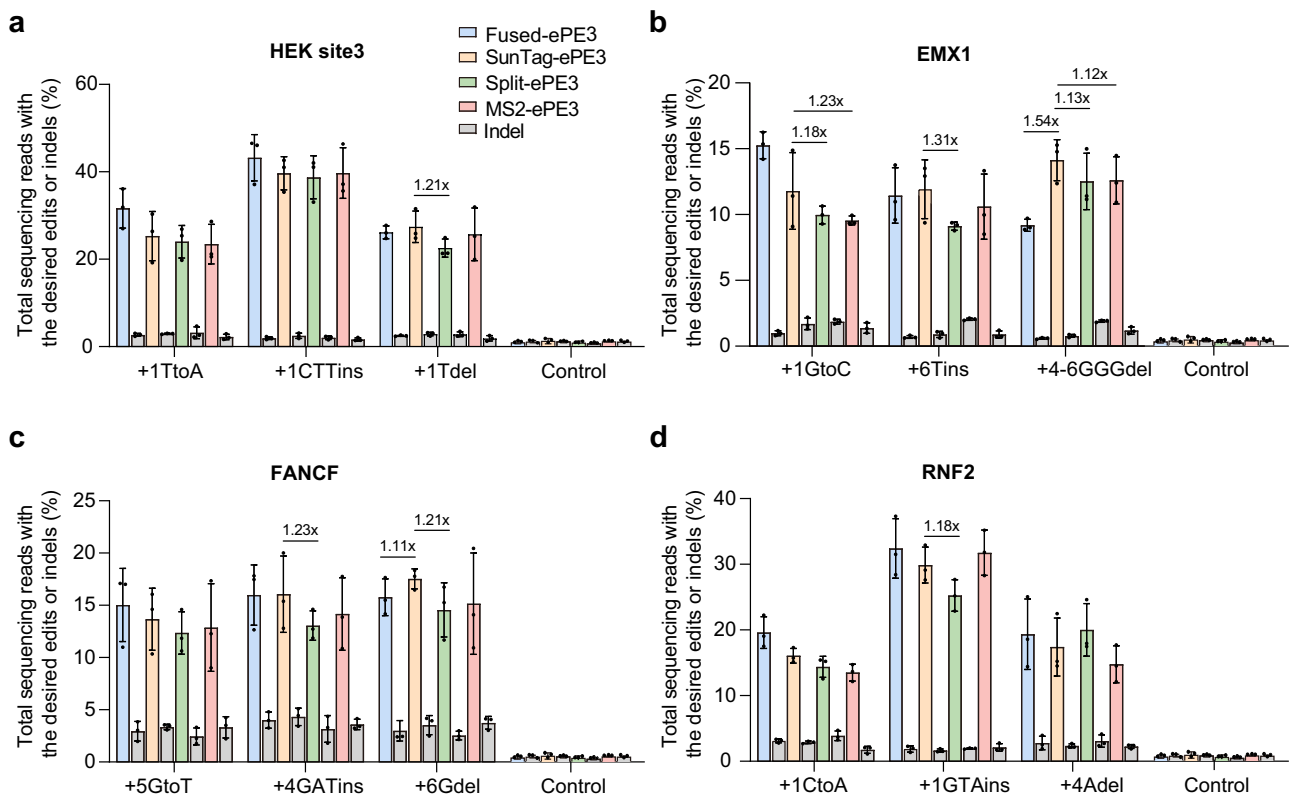 a
HEK site3
Fused-ePE3
SunTag-ePE3
Split-ePE3
MS2-ePE3
Indel
Total sequencing reads with
the desired edits or indels (%)
60
40
20
0
1.21x
+1TtoA
+1CTTins
+1Tdel
Control
b
EMX1
Total sequencing reads with
the desired edits or indels (%)
20
15
10
5
0
1.23x
1.18x
1.31x
1.12x
1.13x
1.54x
+1GtoC
+6Tins
+4-6GGGdel
Control
c
FANCF
Total sequencing reads with
the desired edits or indels (%)
25
20
15
10
5
0
1.23x
1.21x
1.11x
+5GtoT
+4GATins
+6Gdel
Control
d
RNF2
Total sequencing reads with
the desired edits or indels (%)
40
30
20
10
0
1.18x
+1CtoA
+1GTAins
+4Adel
Control